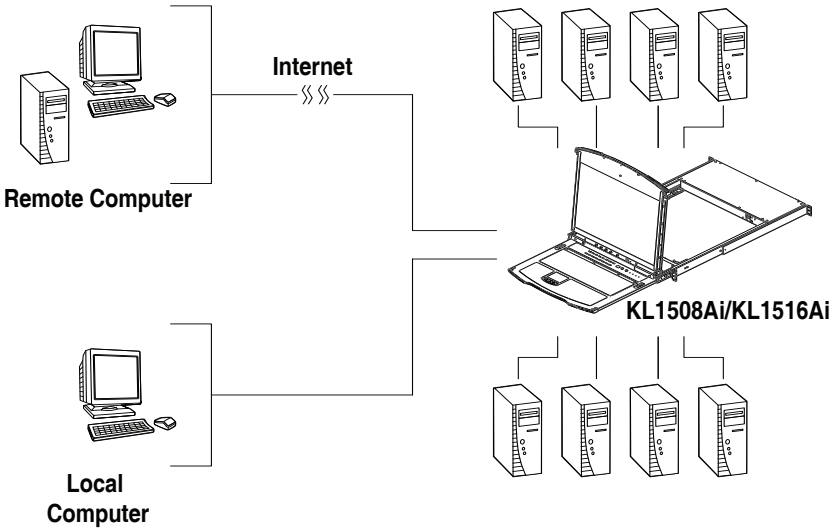 Internet
Remote Computer
KL1508Ai/KL1516Ai
Local
Computer